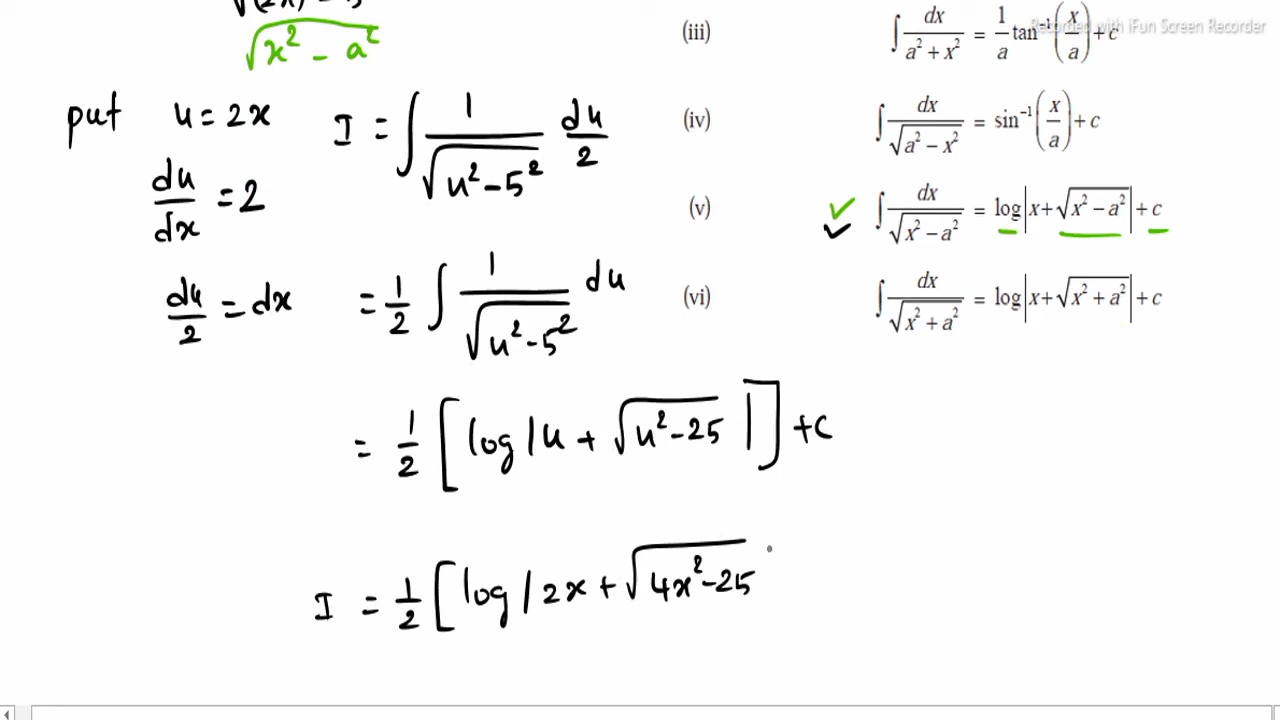 √(x² − a²)
(iii) ∫ dx/(a² + x²) = 1/a tan⁻¹(x/a) + c
Recorded with iFun Screen Recorder
put u = 2x I = ∫ 1/√(u² − 5²) du/2
(iv) ∫ dx/√(a² − x²) = sin⁻¹(x/a) + c
du/dx = 2
(v) ∫ dx/√(x² − a²) = log|x + √(x² − a²)| + c
du/2 = dx = 1/2 ∫ 1/√(u² − 5²) du
(vi) ∫ dx/√(x² + a²) = log|x + √(x² + a²)| + c
= 1/2 [log|u + √(u² − 25)|] + c
I = 1/2 [log|2x + √(4x² − 25)